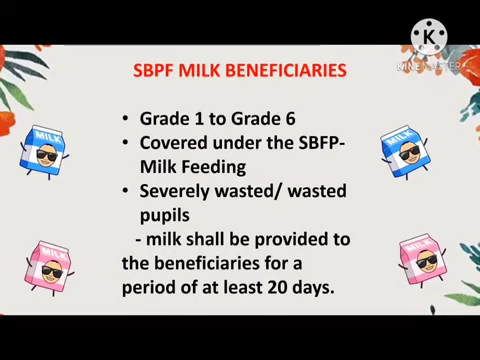 K
KINEMASTER
SBPF MILK BENEFICIARIES
• Grade 1 to Grade 6
• Covered under the SBFP-
Milk Feeding
• Severely wasted/ wasted
pupils
- milk shall be provided to
the beneficiaries for a
period of at least 20 days.
MILK
MILK
MILK
MILK